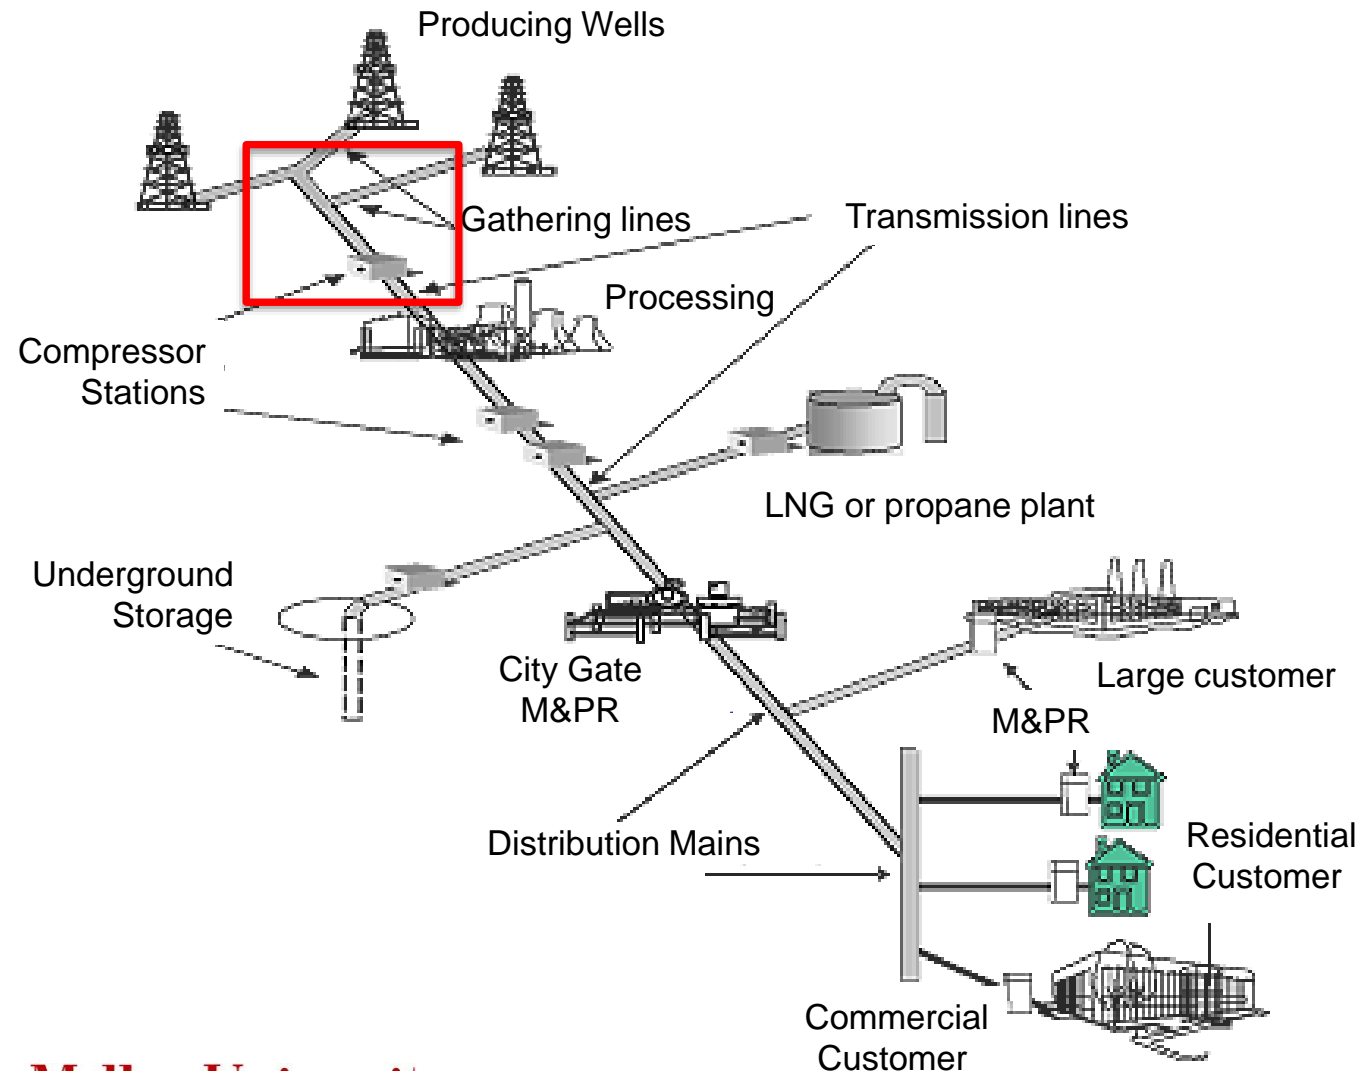 Producing Wells
Gathering lines
Transmission lines
Processing
Compressor
Stations
LNG or propane plant
Underground
Storage
City Gate
M&PR
Large customer
M&PR
Distribution Mains
Residential
Customer
Commercial
Customer